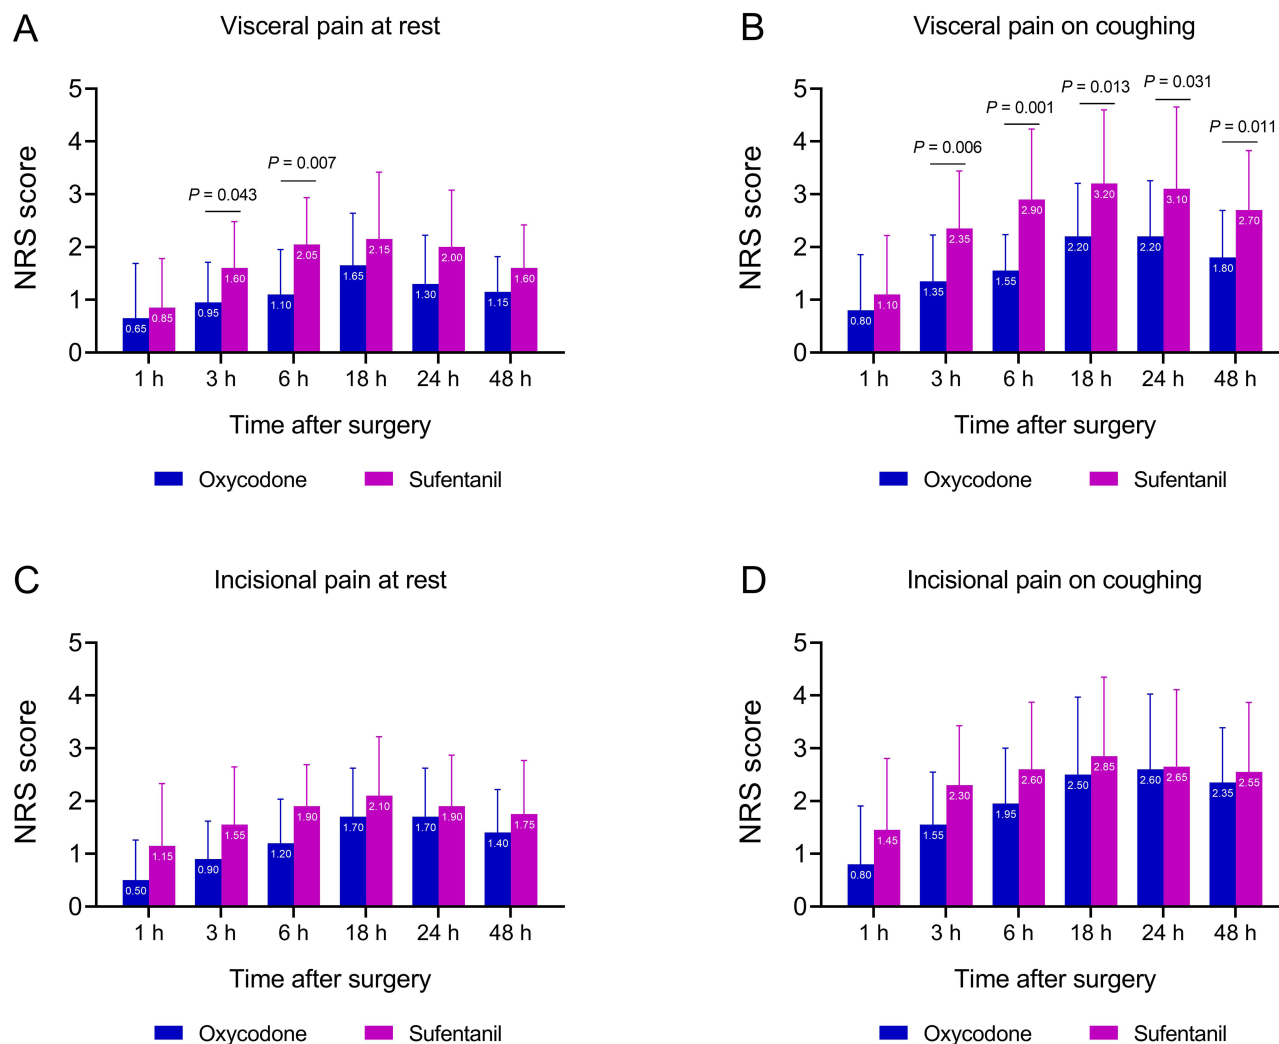 A
Visceral pain at rest
NRS score
5
4
3
2
1
0
P = 0.043
P = 0.007
0.65
0.85
0.95
1.60
1.10
2.05
1.65
2.15
1.30
2.00
1.15
1.60
1 h
3 h
6 h
18 h
24 h
48 h
Time after surgery
Oxycodone
Sufentanil
B
Visceral pain on coughing
NRS score
5
4
3
2
1
0
P = 0.006
P = 0.001
P = 0.013
P = 0.031
P = 0.011
0.80
1.10
1.35
2.35
1.55
2.90
2.20
3.20
2.20
3.10
1.80
2.70
1 h
3 h
6 h
18 h
24 h
48 h
Time after surgery
Oxycodone
Sufentanil
C
Incisional pain at rest
NRS score
5
4
3
2
1
0
0.50
1.15
0.90
1.55
1.20
1.90
1.70
2.10
1.70
1.90
1.40
1.75
1 h
3 h
6 h
18 h
24 h
48 h
Time after surgery
Oxycodone
Sufentanil
D
Incisional pain on coughing
NRS score
5
4
3
2
1
0
0.80
1.45
1.55
2.30
1.95
2.60
2.50
2.85
2.60
2.65
2.35
2.55
1 h
3 h
6 h
18 h
24 h
48 h
Time after surgery
Oxycodone
Sufentanil